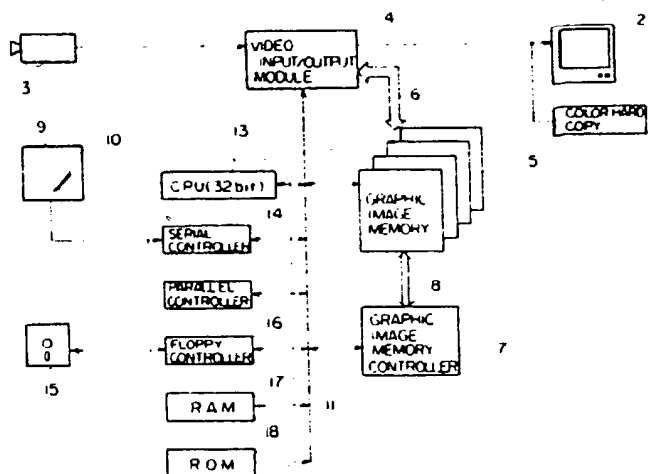 4
2
VIDEO
INPUT/OUTPUT
MODULE
3
6
COLOR HARD
COPY
9
10
13
5
CPU(32bit)
GRAPHIC
IMAGE
MEMORY
14
SERIAL
CONTROLLER
PARALLEL
CONTROLLER
8
16
GRAPHIC
IMAGE
MEMORY
CONTROLLER
7
FLOPPY
CONTROLLER
15
17
11
RAM
18
ROM